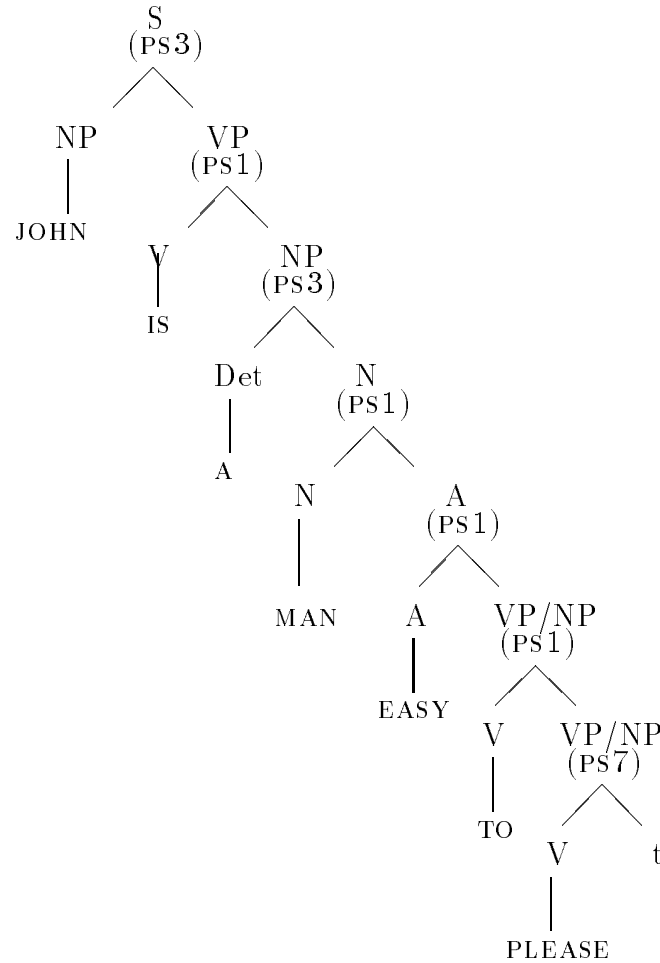 S
(PS3)
NP VP
(PS1)
JOHN
V NP
(PS3)
IS
Det N
(PS1)
A
N A
(PS1)
MAN A VP/NP
(PS1)
EASY
V VP/NP
(PS7)
TO
V t
PLEASE